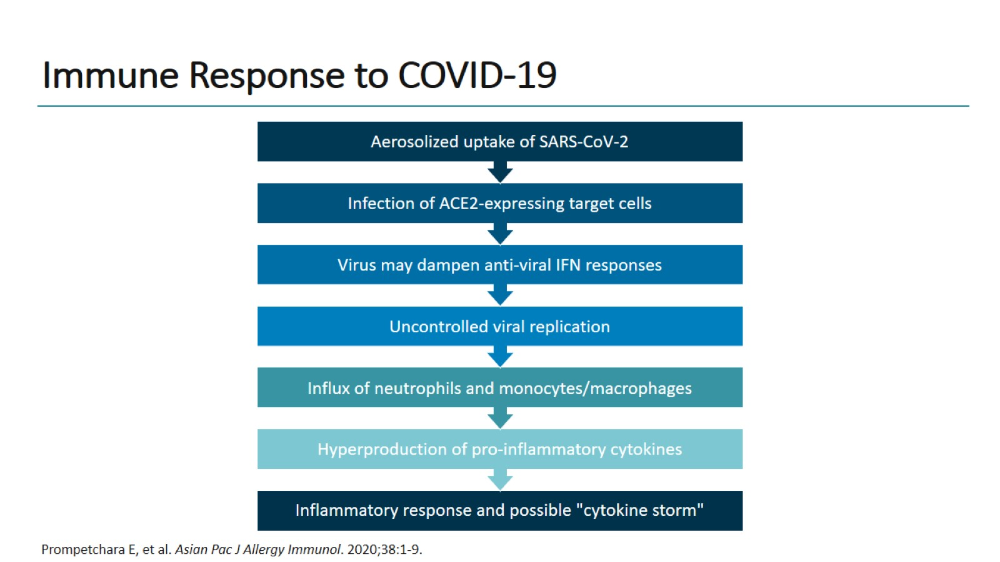 Immune Response to COVID-19
Aerosolized uptake of SARS-CoV-2
Infection of ACE2-expressing target cells
Virus may dampen anti-viral IFN responses
Uncontrolled viral replication
Influx of neutrophils and monocytes/macrophages
Hyperproduction of pro-inflammatory cytokines
Inflammatory response and possible "cytokine storm"
Prompetchara E, et al. Asian Pac J Allergy Immunol. 2020;38:1-9.